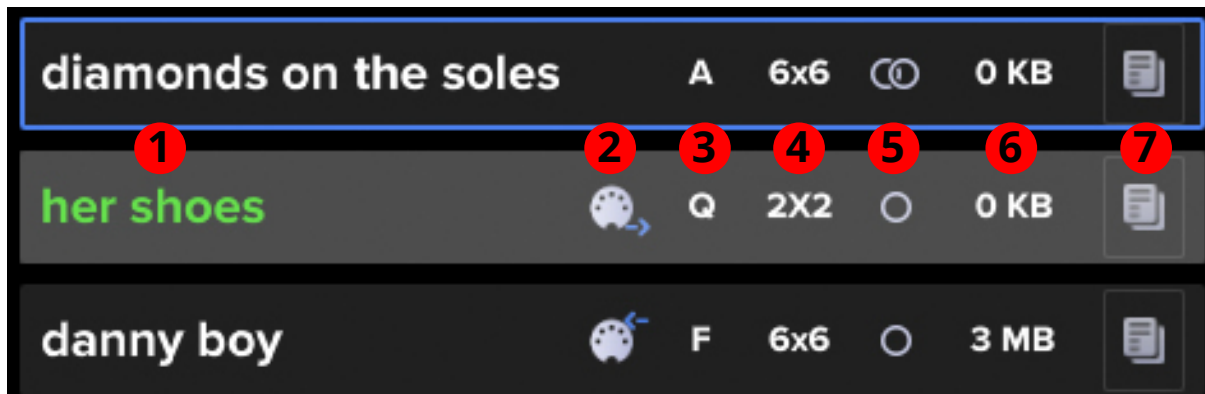 diamonds on the soles A 6x6 0 KB
1 2 3 4 5 6 7
her shoes Q 2X2 0 KB
danny boy F 6x6 3 MB